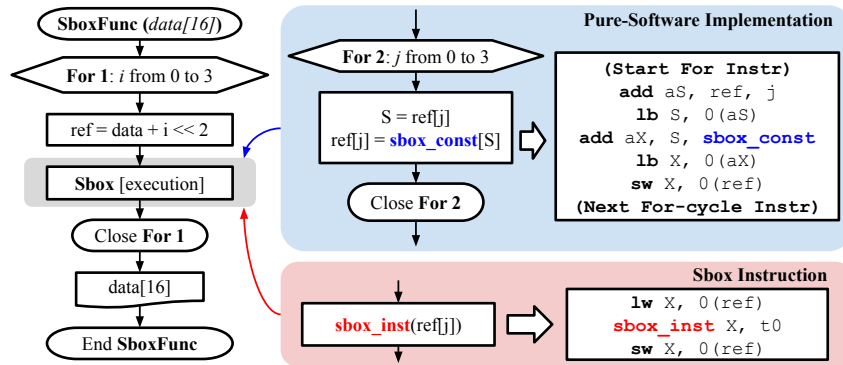 SboxFunc (data[16])
For 1: i from 0 to 3
ref = data + i << 2
Sbox [execution]
Close For 1
data[16]
End SboxFunc
Pure-Software Implementation
For 2: j from 0 to 3
S = ref[j]
ref[j] = sbox_const[S]
Close For 2
(Start For Instr)
add aS, ref, j
lb S, 0(aS)
add aX, S, sbox_const
lb X, 0(aX)
sw X, 0(ref)
(Next For-cycle Instr)
Sbox Instruction
sbox_inst(ref[j])
lw X, 0(ref)
sbox_inst X, t0
sw X, 0(ref)